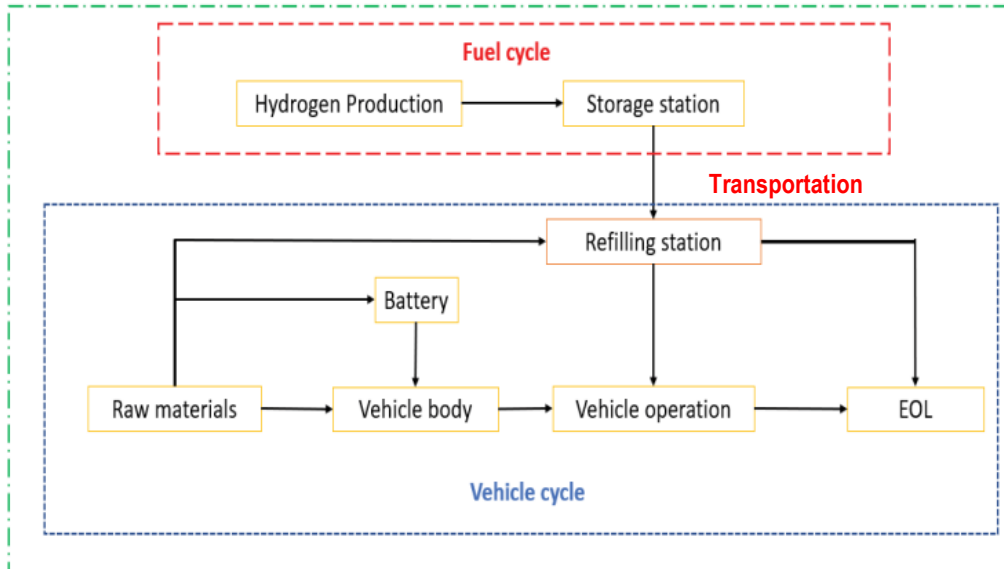 Fuel cycle
Hydrogen Production
Storage station
Transportation
Refilling station
Battery
Raw materials
Vehicle body
Vehicle operation
EOL
Vehicle cycle